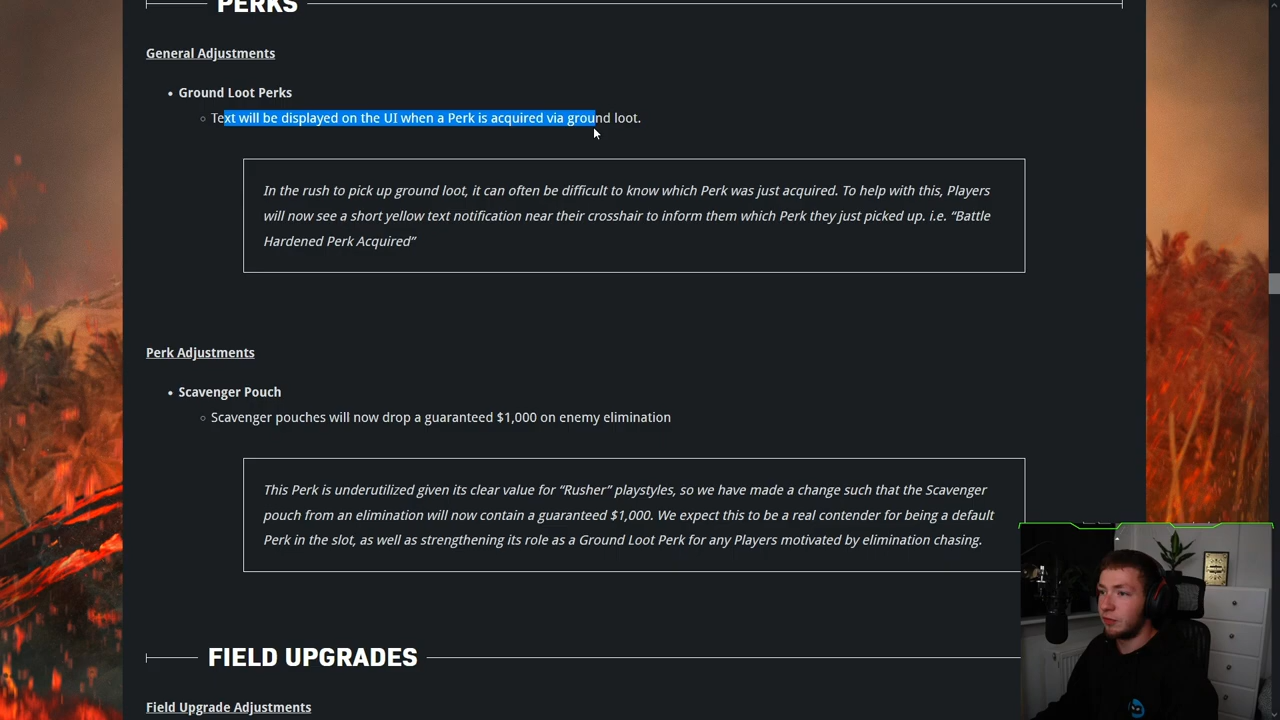 PERKS
General Adjustments
Ground Loot Perks
Text will be displayed on the UI when a Perk is acquired via ground loot.
In the rush to pick up ground loot, it can often be difficult to know which Perk was just acquired. To help with this, Players
will now see a short yellow text notification near their crosshair to inform them which Perk they just picked up. i.e. “Battle
Hardened Perk Acquired”
Perk Adjustments
Scavenger Pouch
Scavenger pouches will now drop a guaranteed $1,000 on enemy elimination
This Perk is underutilized given its clear value for “Rusher” playstyles, so we have made a change such that the Scavenger
pouch from an elimination will now contain a guaranteed $1,000. We expect this to be a real contender for being a default
Perk in the slot, as well as strengthening its role as a Ground Loot Perk for any Players motivated by elimination chasing.
FIELD UPGRADES
Field Upgrade Adjustments